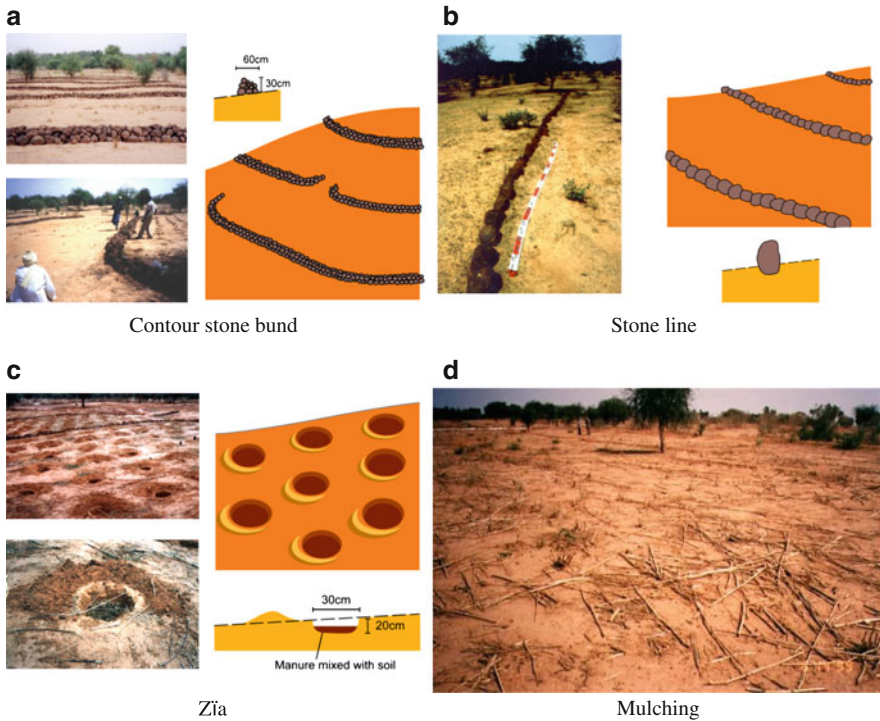 a
60cm
30cm
Contour stone bund
b
Stone line
c
30cm
20cm
Manure mixed with soil
Zïa
d
Mulching